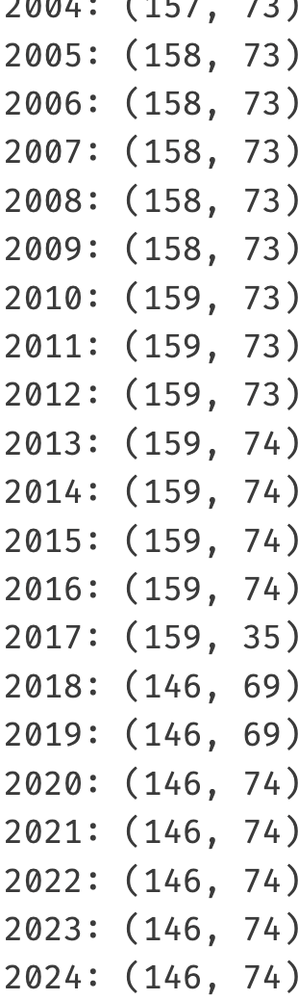 2004: (157, 73)
2005: (158, 73)
2006: (158, 73)
2007: (158, 73)
2008: (158, 73)
2009: (158, 73)
2010: (159, 73)
2011: (159, 73)
2012: (159, 73)
2013: (159, 74)
2014: (159, 74)
2015: (159, 74)
2016: (159, 74)
2017: (159, 35)
2018: (146, 69)
2019: (146, 69)
2020: (146, 74)
2021: (146, 74)
2022: (146, 74)
2023: (146, 74)
2024: (146, 74)